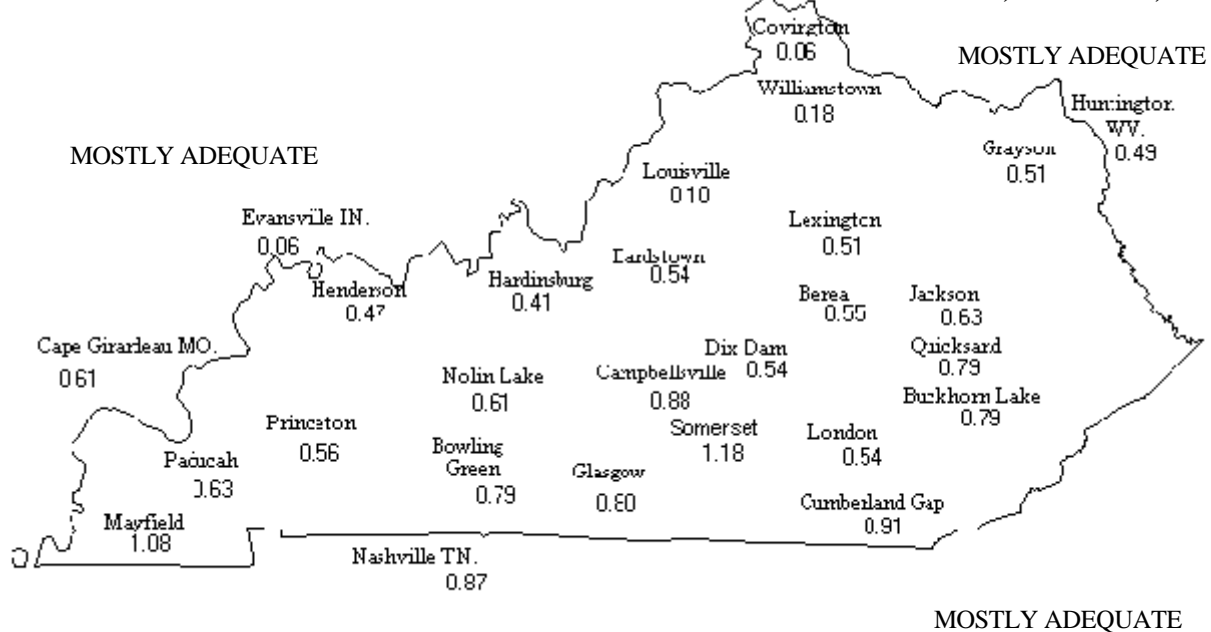 Covington
0.06
MOSTLY ADEQUATE
Williamstown
0.18
Huntington
WV.
0.49
MOSTLY ADEQUATE
Grayson
0.51
Louisville
0.10
Evansville IN.
0.06
Lexington
0.51
Bardstown
0.54
Hardinsburg
0.41
Henderson
0.47
Berea
0.55
Jackson
0.63
Cape Girardeau MO.
0.61
Dix Dam
0.54
Quicksand
0.79
Nolin Lake
0.61
Campbellsville
0.88
Buckhorn Lake
0.79
Princeton
0.56
Somerset
1.18
London
0.54
Bowling
Green
0.79
Paducah
0.63
Glasgow
0.80
Cumberland Gap
0.91
Mayfield
1.08
Nashville TN.
0.87
MOSTLY ADEQUATE